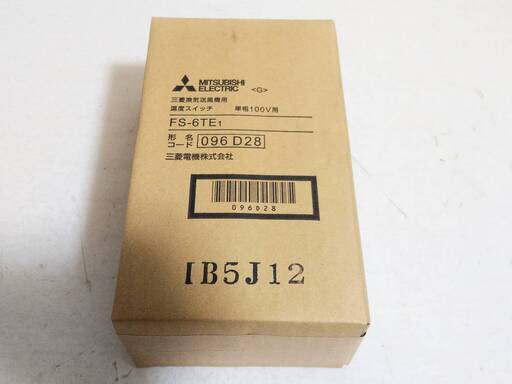 MITSUBISHI
ELECTRIC <G>
三菱換気送風機用
温度スイッチ 単相100V用
FS-6TE₁
形名
コード 096 D28
三菱電機株式会社
096D28
IB5J12